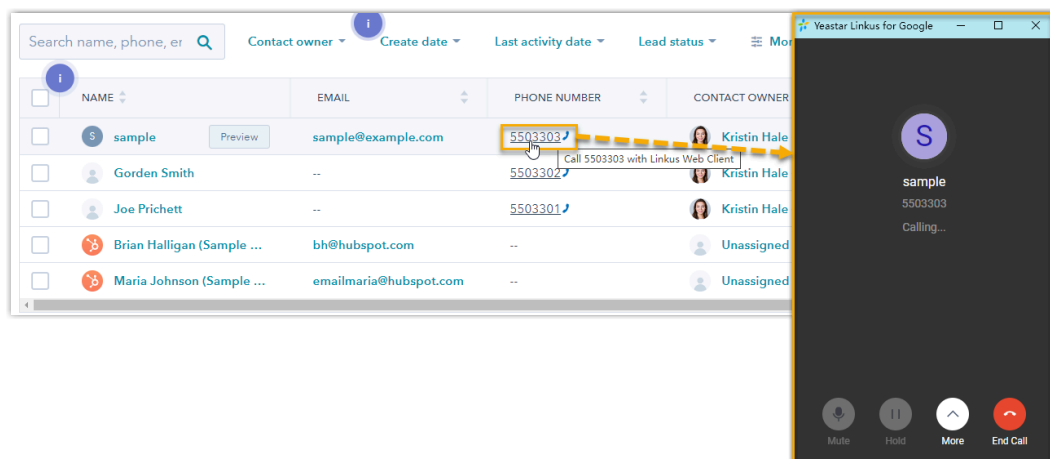 Search name, phone, er
Contact owner
i
Create date
Last activity date
Lead status
Mor
i
NAME
EMAIL
PHONE NUMBER
CONTACT OWNER
S
sample
Preview
sample@example.com
5503303
Kristin Hale
Call 5503303 with Linkus Web Client
Gorden Smith
--
5503302
Kristin Hale
Joe Prichett
--
5503301
Kristin Hale
Brian Halligan (Sample ...
bh@hubspot.com
--
Unassigned
Maria Johnson (Sample ...
emailmaria@hubspot.com
--
Unassigned
Yeastar Linkus for Google
S
sample
5503303
Calling...
Mute
Hold
More
End Call